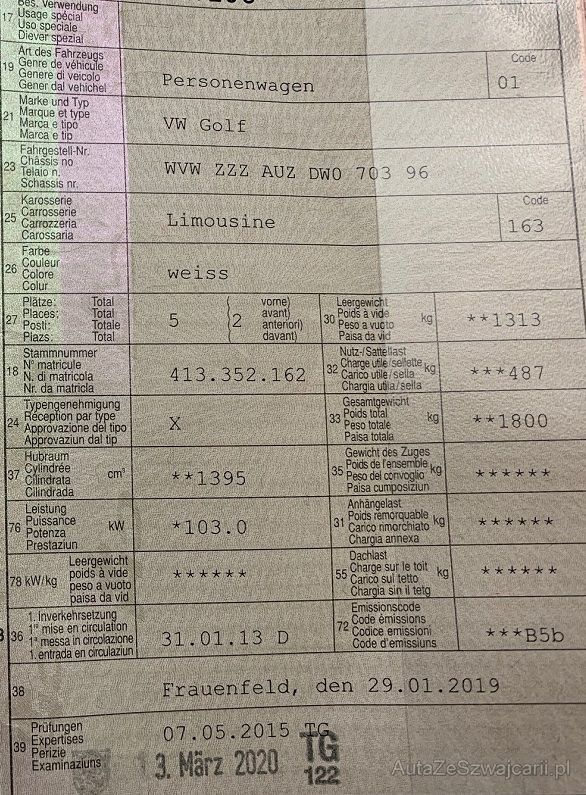 Bes. Verwendung
17 Usage spécial
Uso speciale
Diever spezial
Art des Fahrzeugs
19 Genre de véhicule
Genere di veicolo
Gener dal vehichel
Personenwagen
Code
01
Marke und Typ
21 Marque et type
Marca e tipo
Marca e tip
VW Golf
Fahrgestell-Nr.
23 Châssis no
Telaio n.
Schassis nr.
WVW ZZZ AUZ DW0 703 96
Karosserie
25 Carrosserie
Carrozzeria
Carossaria
Limousine
Code
163
Farbe
26 Couleur
Colore
Colur
weiss
Plätze: Total
27 Places: Total
Posti: Totale
Plazs: Total
5 (2 vorne)
avant)
anteriori)
davant)
Leergewicht
30 Poids à vide kg
Peso a vuoto
Paisa da vid
**1313
Stammnummer
18 N° matricule
N. di matricola
Nr. da matricla
413.352.162
Nutz-/Sattellast
32 Charge utile/sellette kg
Carico utile/sella
Chargia utila/sella
***487
Typengenehmigung
24 Réception par type
Approvazione del tipo
Approvaziun dal tip
X
Gesamtgewicht
33 Poids total kg
Peso totale
Paisa totala
**1800
Hubraum
37 Cylindrée cm³
Cilindrata
Cilindrada
**1395
Gewicht des Zuges
35 Poids de l'ensemble kg
Peso del convoglio
Paisa cumposiziun
******
Leistung
76 Puissance kW
Potenza
Prestaziun
*103.0
Anhängelast
31 Poids remorquable kg
Carico rimorchiato
Chargia annexa
******
Leergewicht
78 kW/kg poids à vide
peso a vuoto
paisa da vid
******
Dachlast
55 Charge sur le toit kg
Carico sul tetto
Chargia sin il tetg
******
1. Inverkehrsetzung
36 1re mise en circulation
1a messa in circolazione
1. entrada en circulaziun
31.01.13 D
Emissionscode
72 Code émissions
Codice emissioni
Code d'emissiuns
***B5b
38 Frauenfeld, den 29.01.2019
Prüfungen
39 Expertises
Perizie
Examinaziuns
07.05.2015 TG
3. März 2020 TG
122
AutaZeSzwajcarii.pl